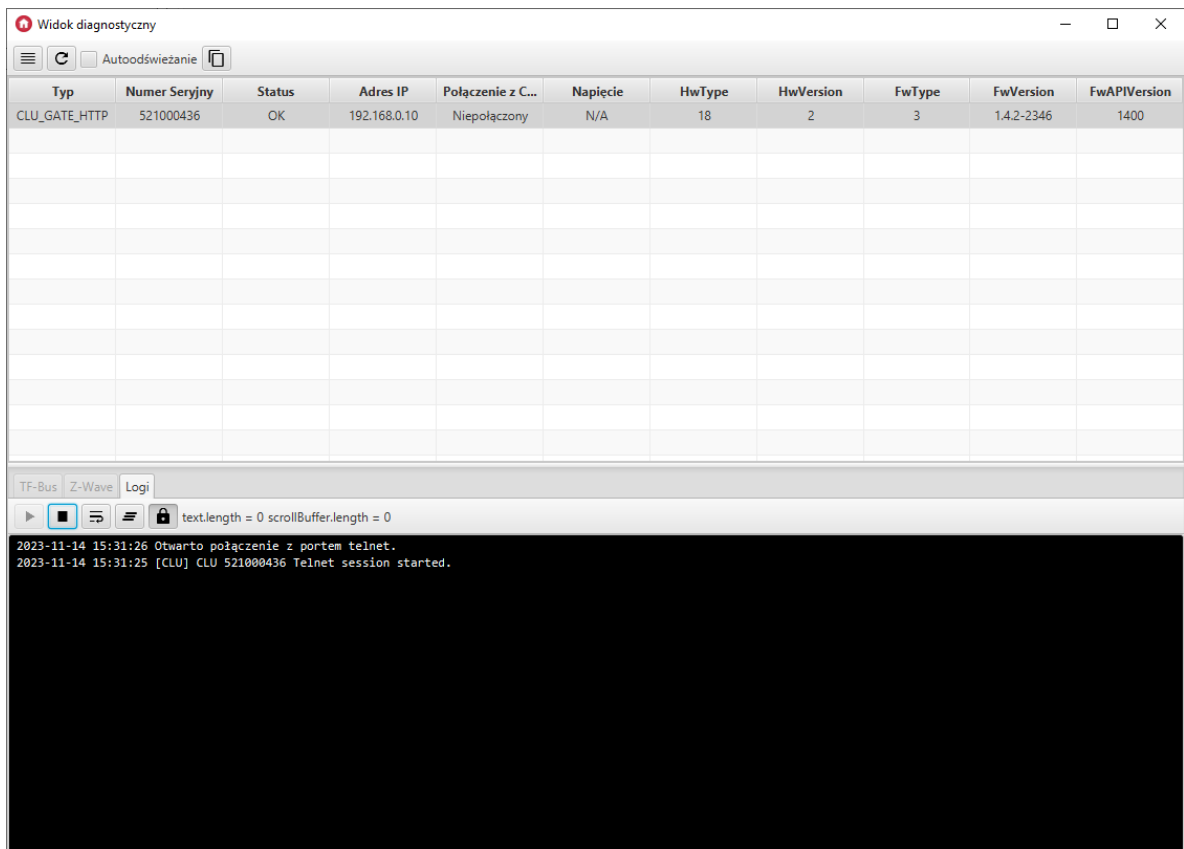 Widok diagnostyczny
Autoodświeżanie
Typ Numer Seryjny Status Adres IP Połączenie z C... Napięcie HwType HwVersion FwType FwVersion FwAPIVersion
CLU_GATE_HTTP 521000436 OK 192.168.0.10 Niepołączony N/A 18 2 3 1.4.2-2346 1400
TF-Bus Z-Wave Logi
text.length = 0 scrollBuffer.length = 0
2023-11-14 15:31:26 Otwarto połączenie z portem telnet.
2023-11-14 15:31:25 [CLU] CLU 521000436 Telnet session started.